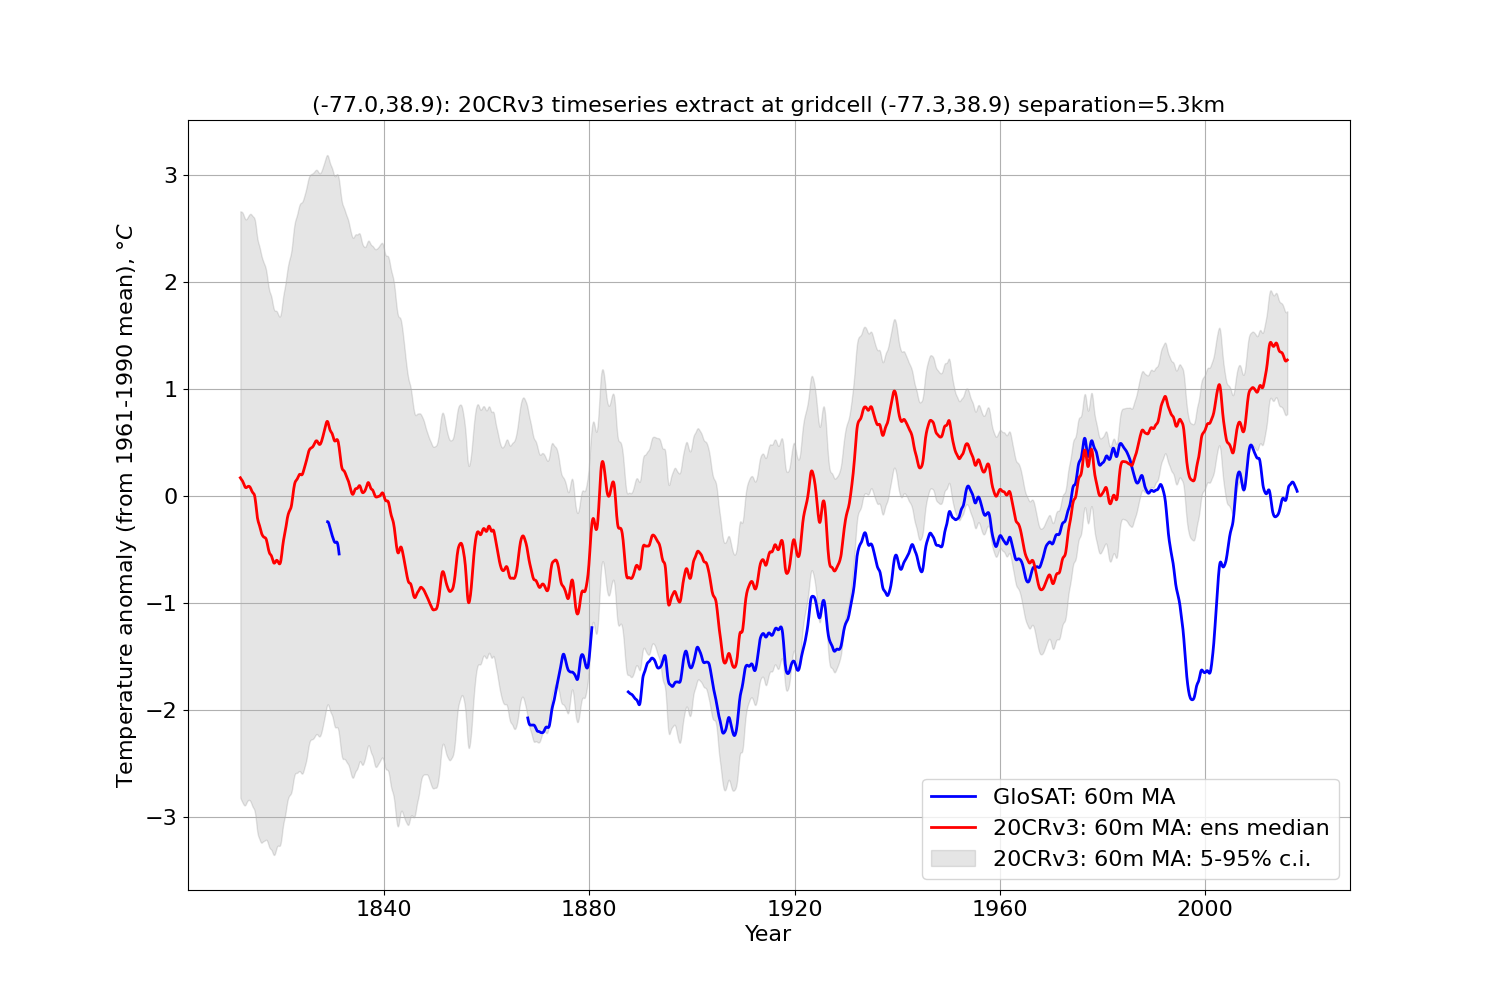 (-77.0,38.9): 20CRv3 timeseries extract at gridcell (-77.3,38.9) separation=5.3km
Temperature anomaly (from 1961-1990 mean), °C
3
2
1
0
−1
−2
−3
1840 1880 1920 1960 2000
Year
GloSAT: 60m MA
20CRv3: 60m MA: ens median
20CRv3: 60m MA: 5-95% c.i.